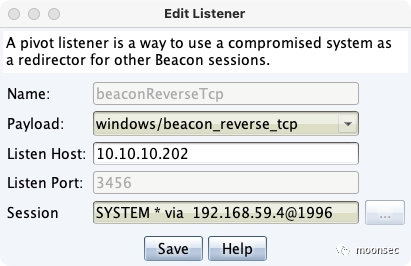 Edit Listener
A pivot listener is a way to use a compromised system as
a redirector for other Beacon sessions.
Name: beaconReverseTcp
Payload: windows/beacon_reverse_tcp
Listen Host: 10.10.10.202
Listen Port: 3456
Session SYSTEM * via 192.168.59.4@1996 ...
Save Help
moonsec